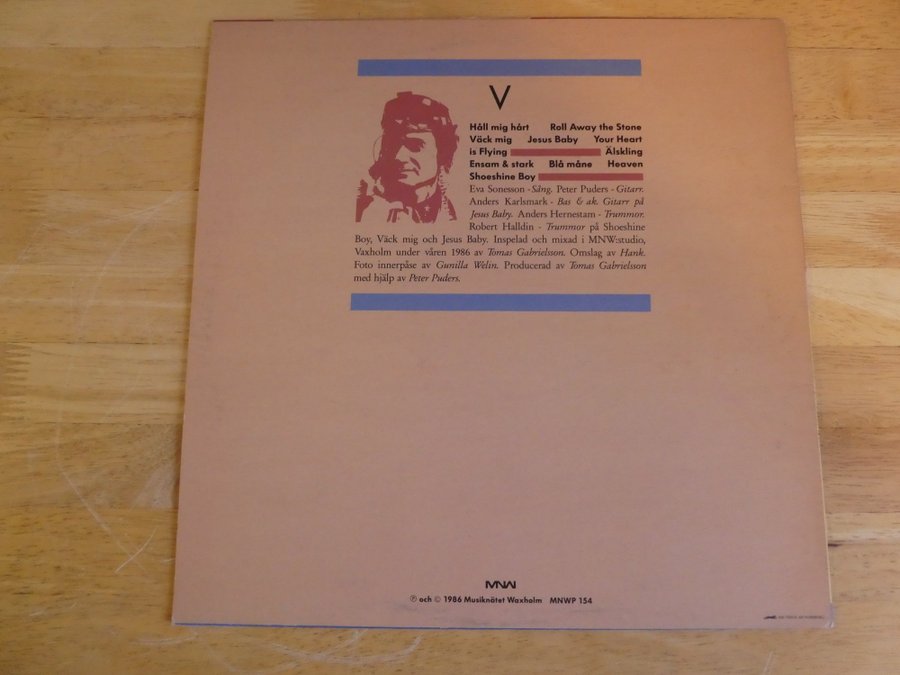 V
Håll mig hårt Roll Away the Stone
Väck mig Jesus Baby Your Heart
is Flying Älskling
Ensam & stark Blå måne Heaven
Shoeshine Boy
Eva Sonesson - Sång. Peter Puders - Gitarr.
Anders Karlsmark - Bas & ak. Gitarr på
Jesus Baby. Anders Hernestam - Trummor.
Robert Halldin - Trummor på Shoeshine
Boy, Väck mig och Jesus Baby. Inspelad och mixad i MNW:studio,
Vaxholm under våren 1986 av Tomas Gabrielsson. Omslag av Hank.
Foto innerpåse av Gunilla Welin. Producerad av Tomas Gabrielsson
med hjälp av Peter Puders.
MNW
℗ och © 1986 Musiknätet Waxholm MNWP 154